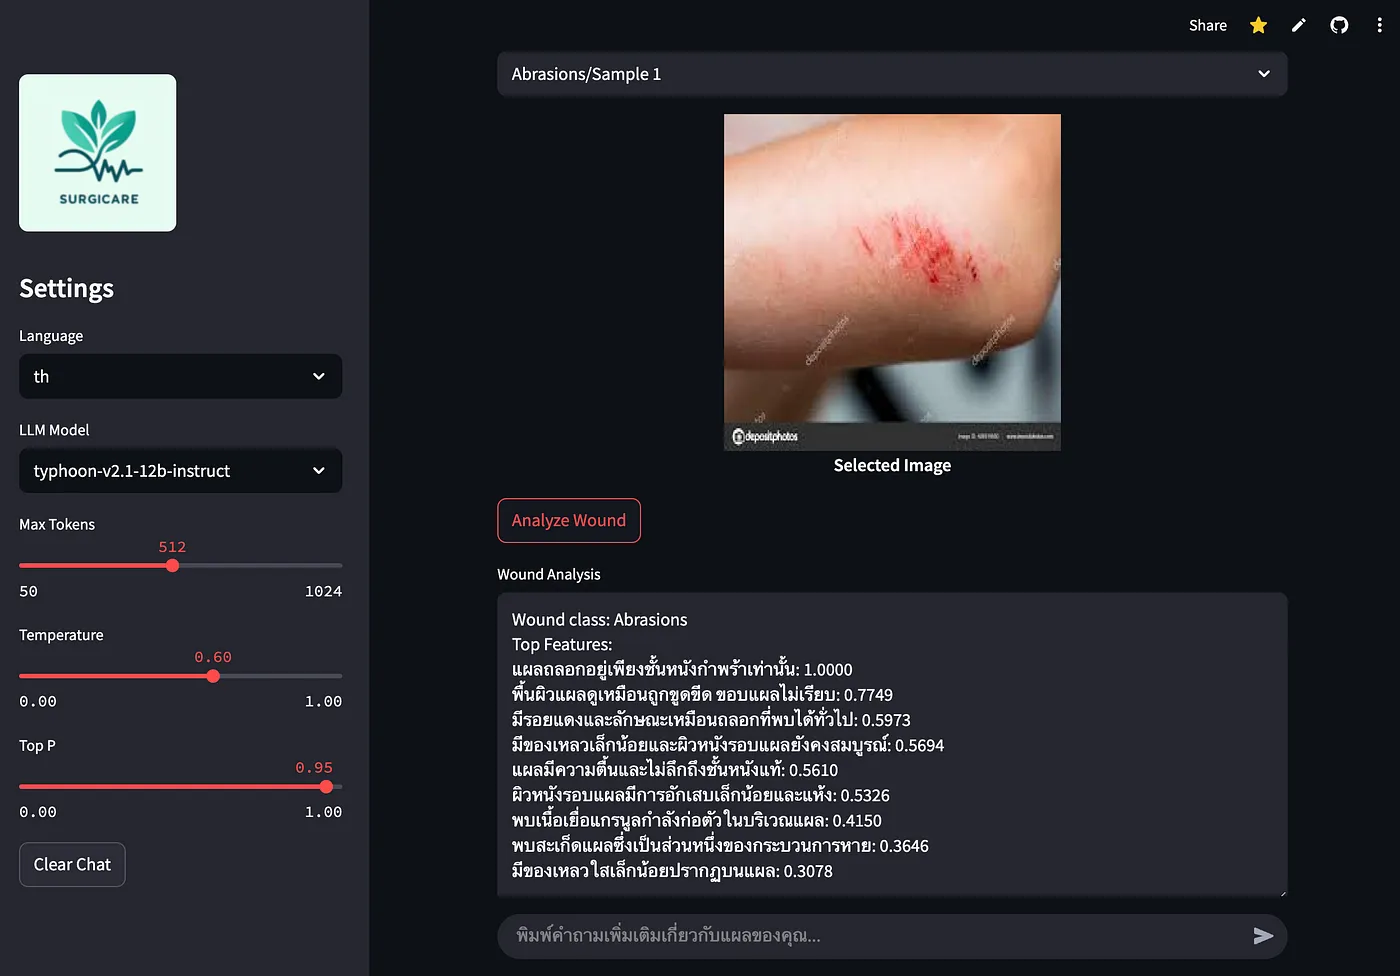 Share
SURGICARE
Settings
Language
th
LLM Model
typhoon-v2.1-12b-instruct
Max Tokens
512
50 1024
Temperature
0.60
0.00 1.00
Top P
0.95
0.00 1.00
Clear Chat
Abrasions/Sample 1
depositphotos
depositphotos
depositphotos
Selected Image
Analyze Wound
Wound Analysis
Wound class: Abrasions
Top Features:
แผลถลอกอยู่เพียงชั้นหนังกำพร้าเท่านั้น: 1.0000
พื้นผิวแผลดูเหมือนถูกขูดขีด ขอบแผลไม่เรียบ: 0.7749
มีรอยแดงและลักษณะเหมือนถลอกที่พบได้ทั่วไป: 0.5973
มีของเหลวเล็กน้อยและผิวหนังรอบแผลยังคงสมบูรณ์: 0.5694
แผลมีความตื้นและไม่ลึกถึงชั้นหนังแท้: 0.5610
ผิวหนังรอบแผลมีการอักเสบเล็กน้อยและแห้ง: 0.5326
พบเนื้อเยื่อแกรนูลกำลังก่อตัวในบริเวณแผล: 0.4150
พบสะเก็ดแผลซึ่งเป็นส่วนหนึ่งของกระบวนการหาย: 0.3646
มีของเหลวใสเล็กน้อยปรากฏบนแผล: 0.3078
พิมพ์คำถามเพิ่มเติมเกี่ยวกับแผลของคุณ...